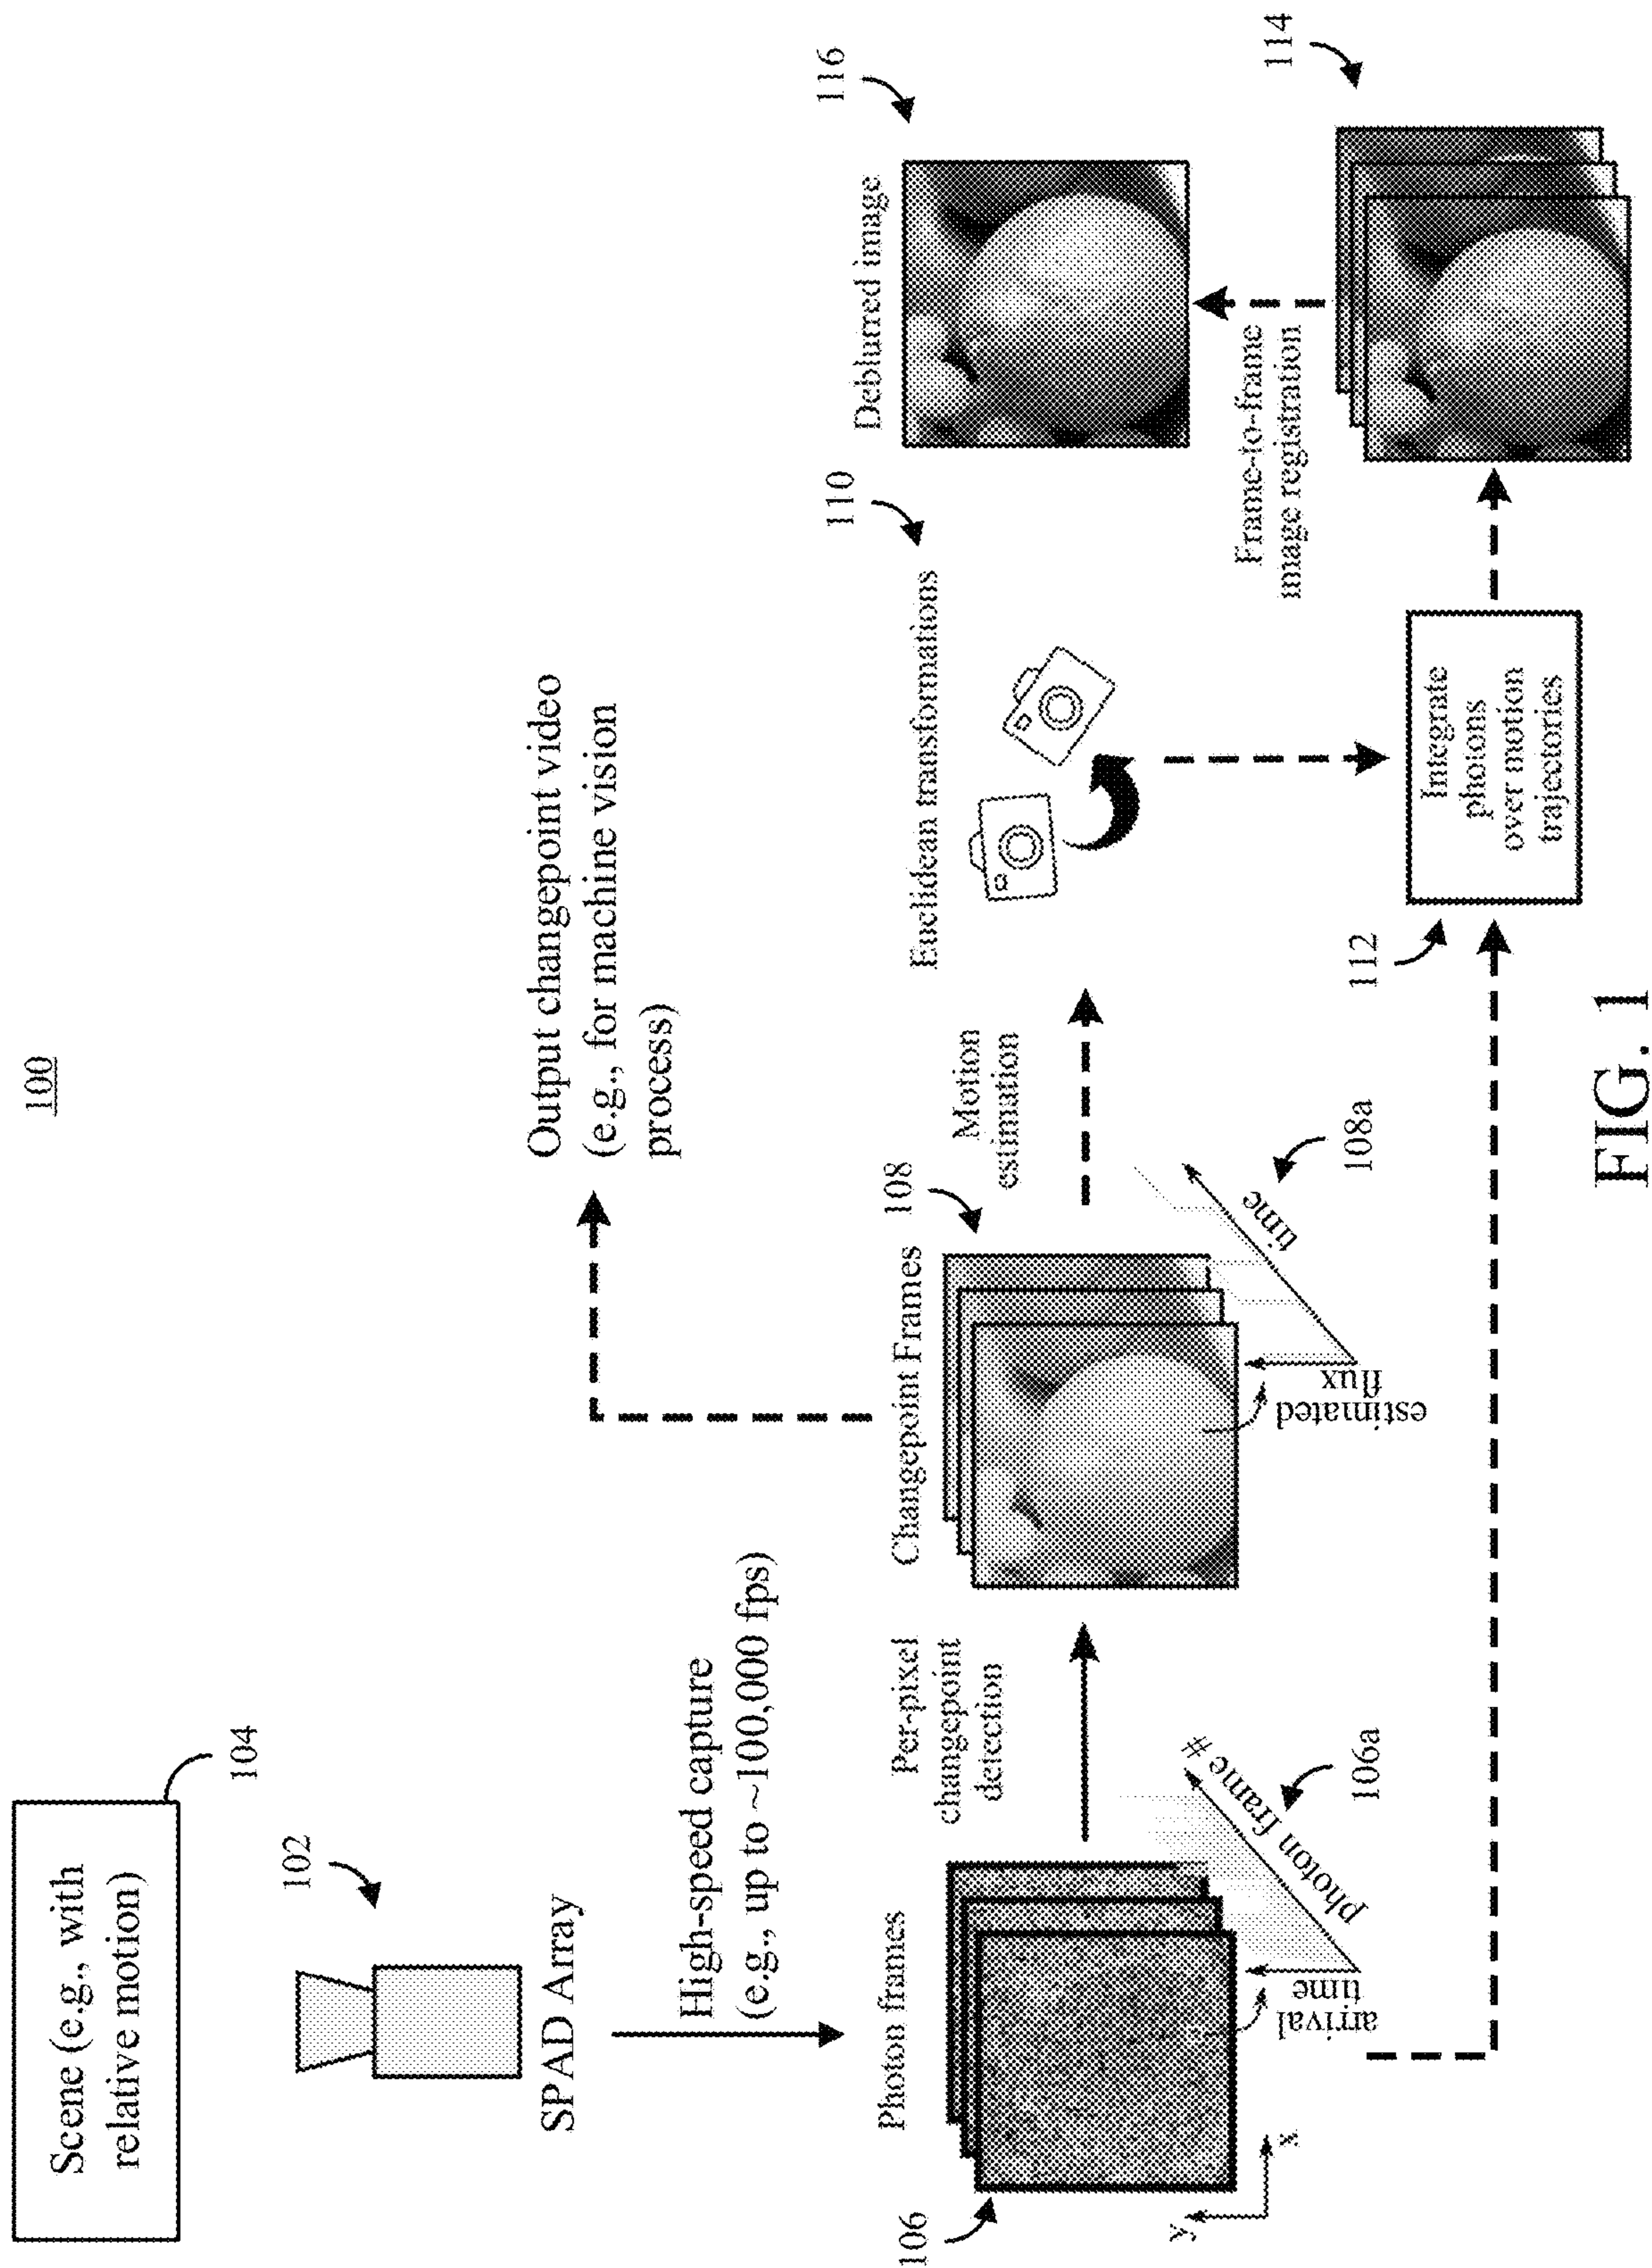 100
Scene (e.g., with
relative motion)
104
102
SPAD Array
High-speed capture
(e.g., up to ~100,000 fps)
Output changepoint video
(e.g., for machine vision
process)
Photon frames
106
y
x
arrival
time
photon frame #
106a
Per-pixel
changepoint
detection
Changepoint Frames
108
estimated
flux
time
108a
Motion
estimation
Euclidean transformations
110
112
Integrate
photons
over motion
trajectories
Deblurred image
116
Frame-to-frame
image registration
114
FIG. 1